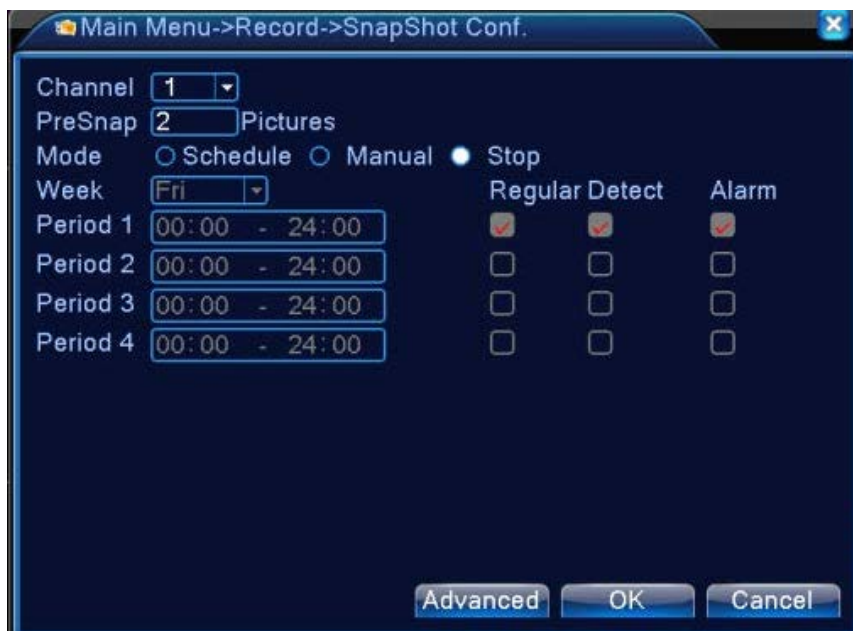 Main Menu->Record->SnapShot Conf.
Channel 1
PreSnap 2 Pictures
Mode Schedule Manual Stop
Week Fri Regular Detect Alarm
Period 1 00:00 - 24:00
Period 2 00:00 - 24:00
Period 3 00:00 - 24:00
Period 4 00:00 - 24:00
Advanced OK Cancel